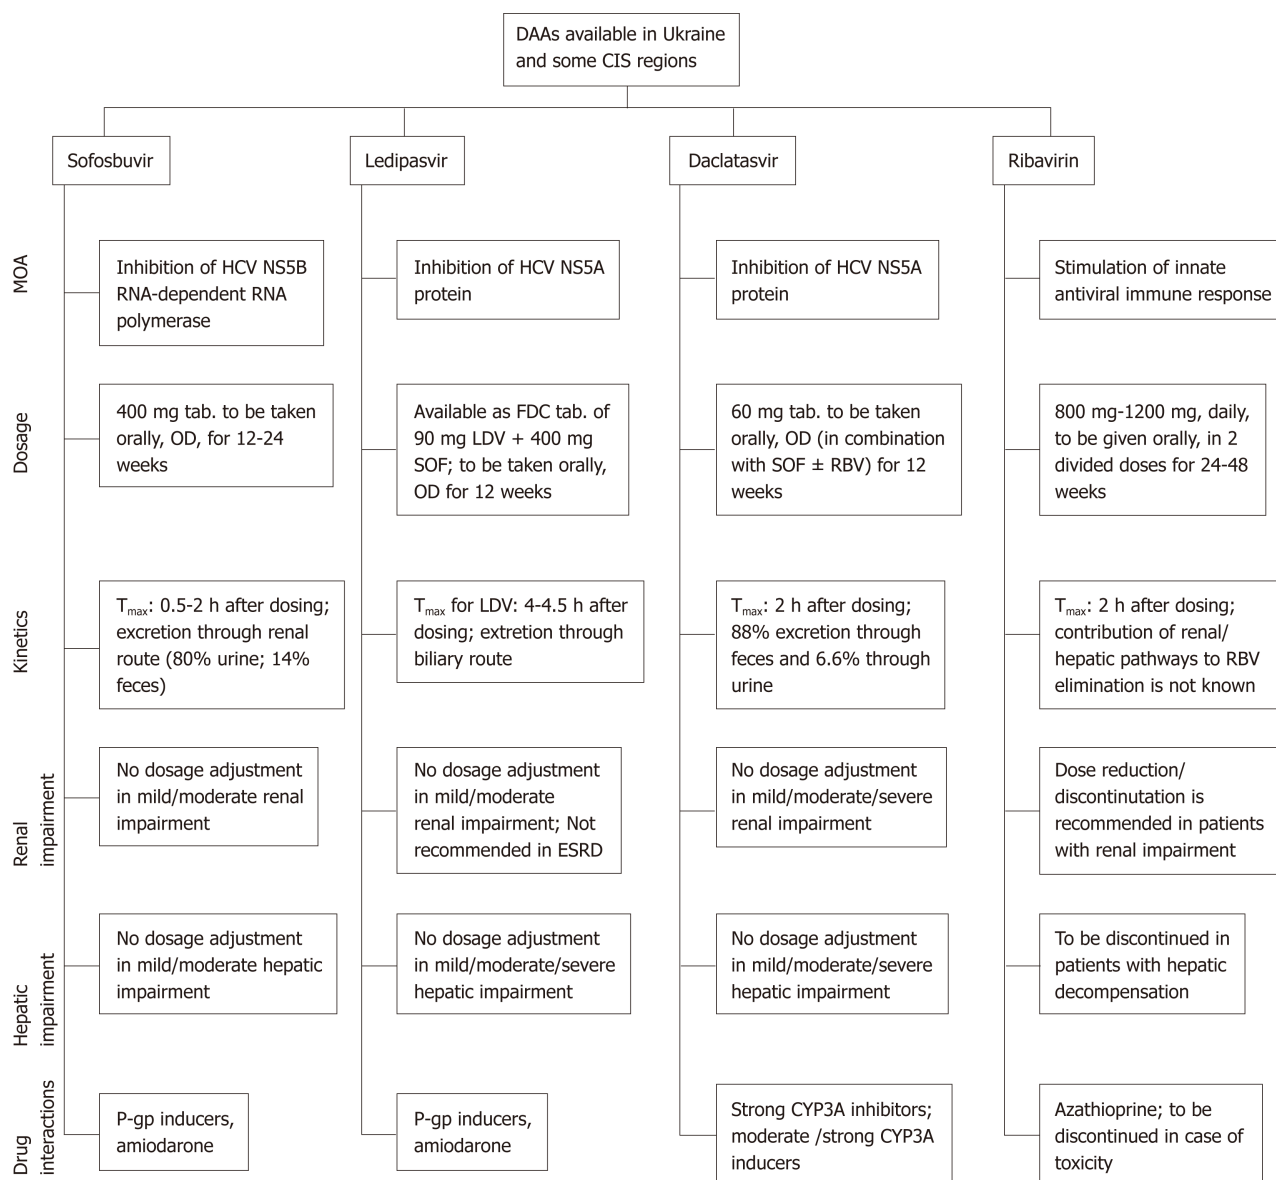 DAAs available in Ukraine
and some CIS regions
Sofosbuvir
Ledipasvir
Daclatasvir
Ribavirin
MOA
Inhibition of HCV NS5B
RNA-dependent RNA
polymerase
Inhibition of HCV NS5A
protein
Inhibition of HCV NS5A
protein
Stimulation of innate
antiviral immune response
Dosage
400 mg tab. to be taken
orally, OD, for 12-24
weeks
Available as FDC tab. of
90 mg LDV + 400 mg
SOF; to be taken orally,
OD for 12 weeks
60 mg tab. to be taken
orally, OD (in combination
with SOF ± RBV) for 12
weeks
800 mg-1200 mg, daily,
to be given orally, in 2
divided doses for 24-48
weeks
Kinetics
Tmax: 0.5-2 h after dosing;
excretion through renal
route (80% urine; 14%
feces)
Tmax for LDV: 4-4.5 h after
dosing; extretion through
biliary route
Tmax: 2 h after dosing;
88% excretion through
feces and 6.6% through
urine
Tmax: 2 h after dosing;
contribution of renal/
hepatic pathways to RBV
elimination is not known
Renal
impairment
No dosage adjustment
in mild/moderate renal
impairment
No dosage adjustment
in mild/moderate
renal impairment; Not
recommended in ESRD
No dosage adjustment
in mild/moderate/severe
renal impairment
Dose reduction/
discontinutation is
recommended in patients
with renal impairment
Hepatic
impairment
No dosage adjustment
in mild/moderate hepatic
impairment
No dosage adjustment
in mild/moderate/severe
hepatic impairment
No dosage adjustment
in mild/moderate/severe
hepatic impairment
To be discontinued in
patients with hepatic
decompensation
Drug
interactions
P-gp inducers,
amiodarone
P-gp inducers,
amiodarone
Strong CYP3A inhibitors;
moderate /strong CYP3A
inducers
Azathioprine; to be
discontinued in case of
toxicity